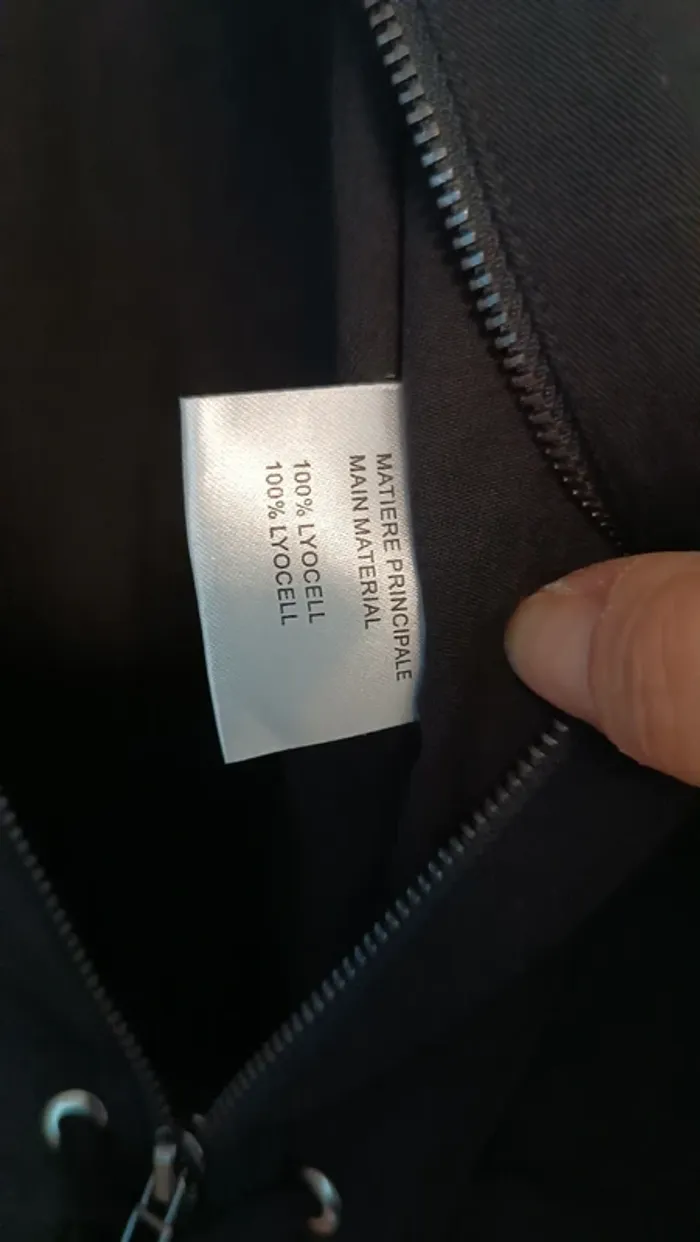 MATIERE PRINCIPALE
MAIN MATERIAL
100% LYOCELL
100% LYOCELL